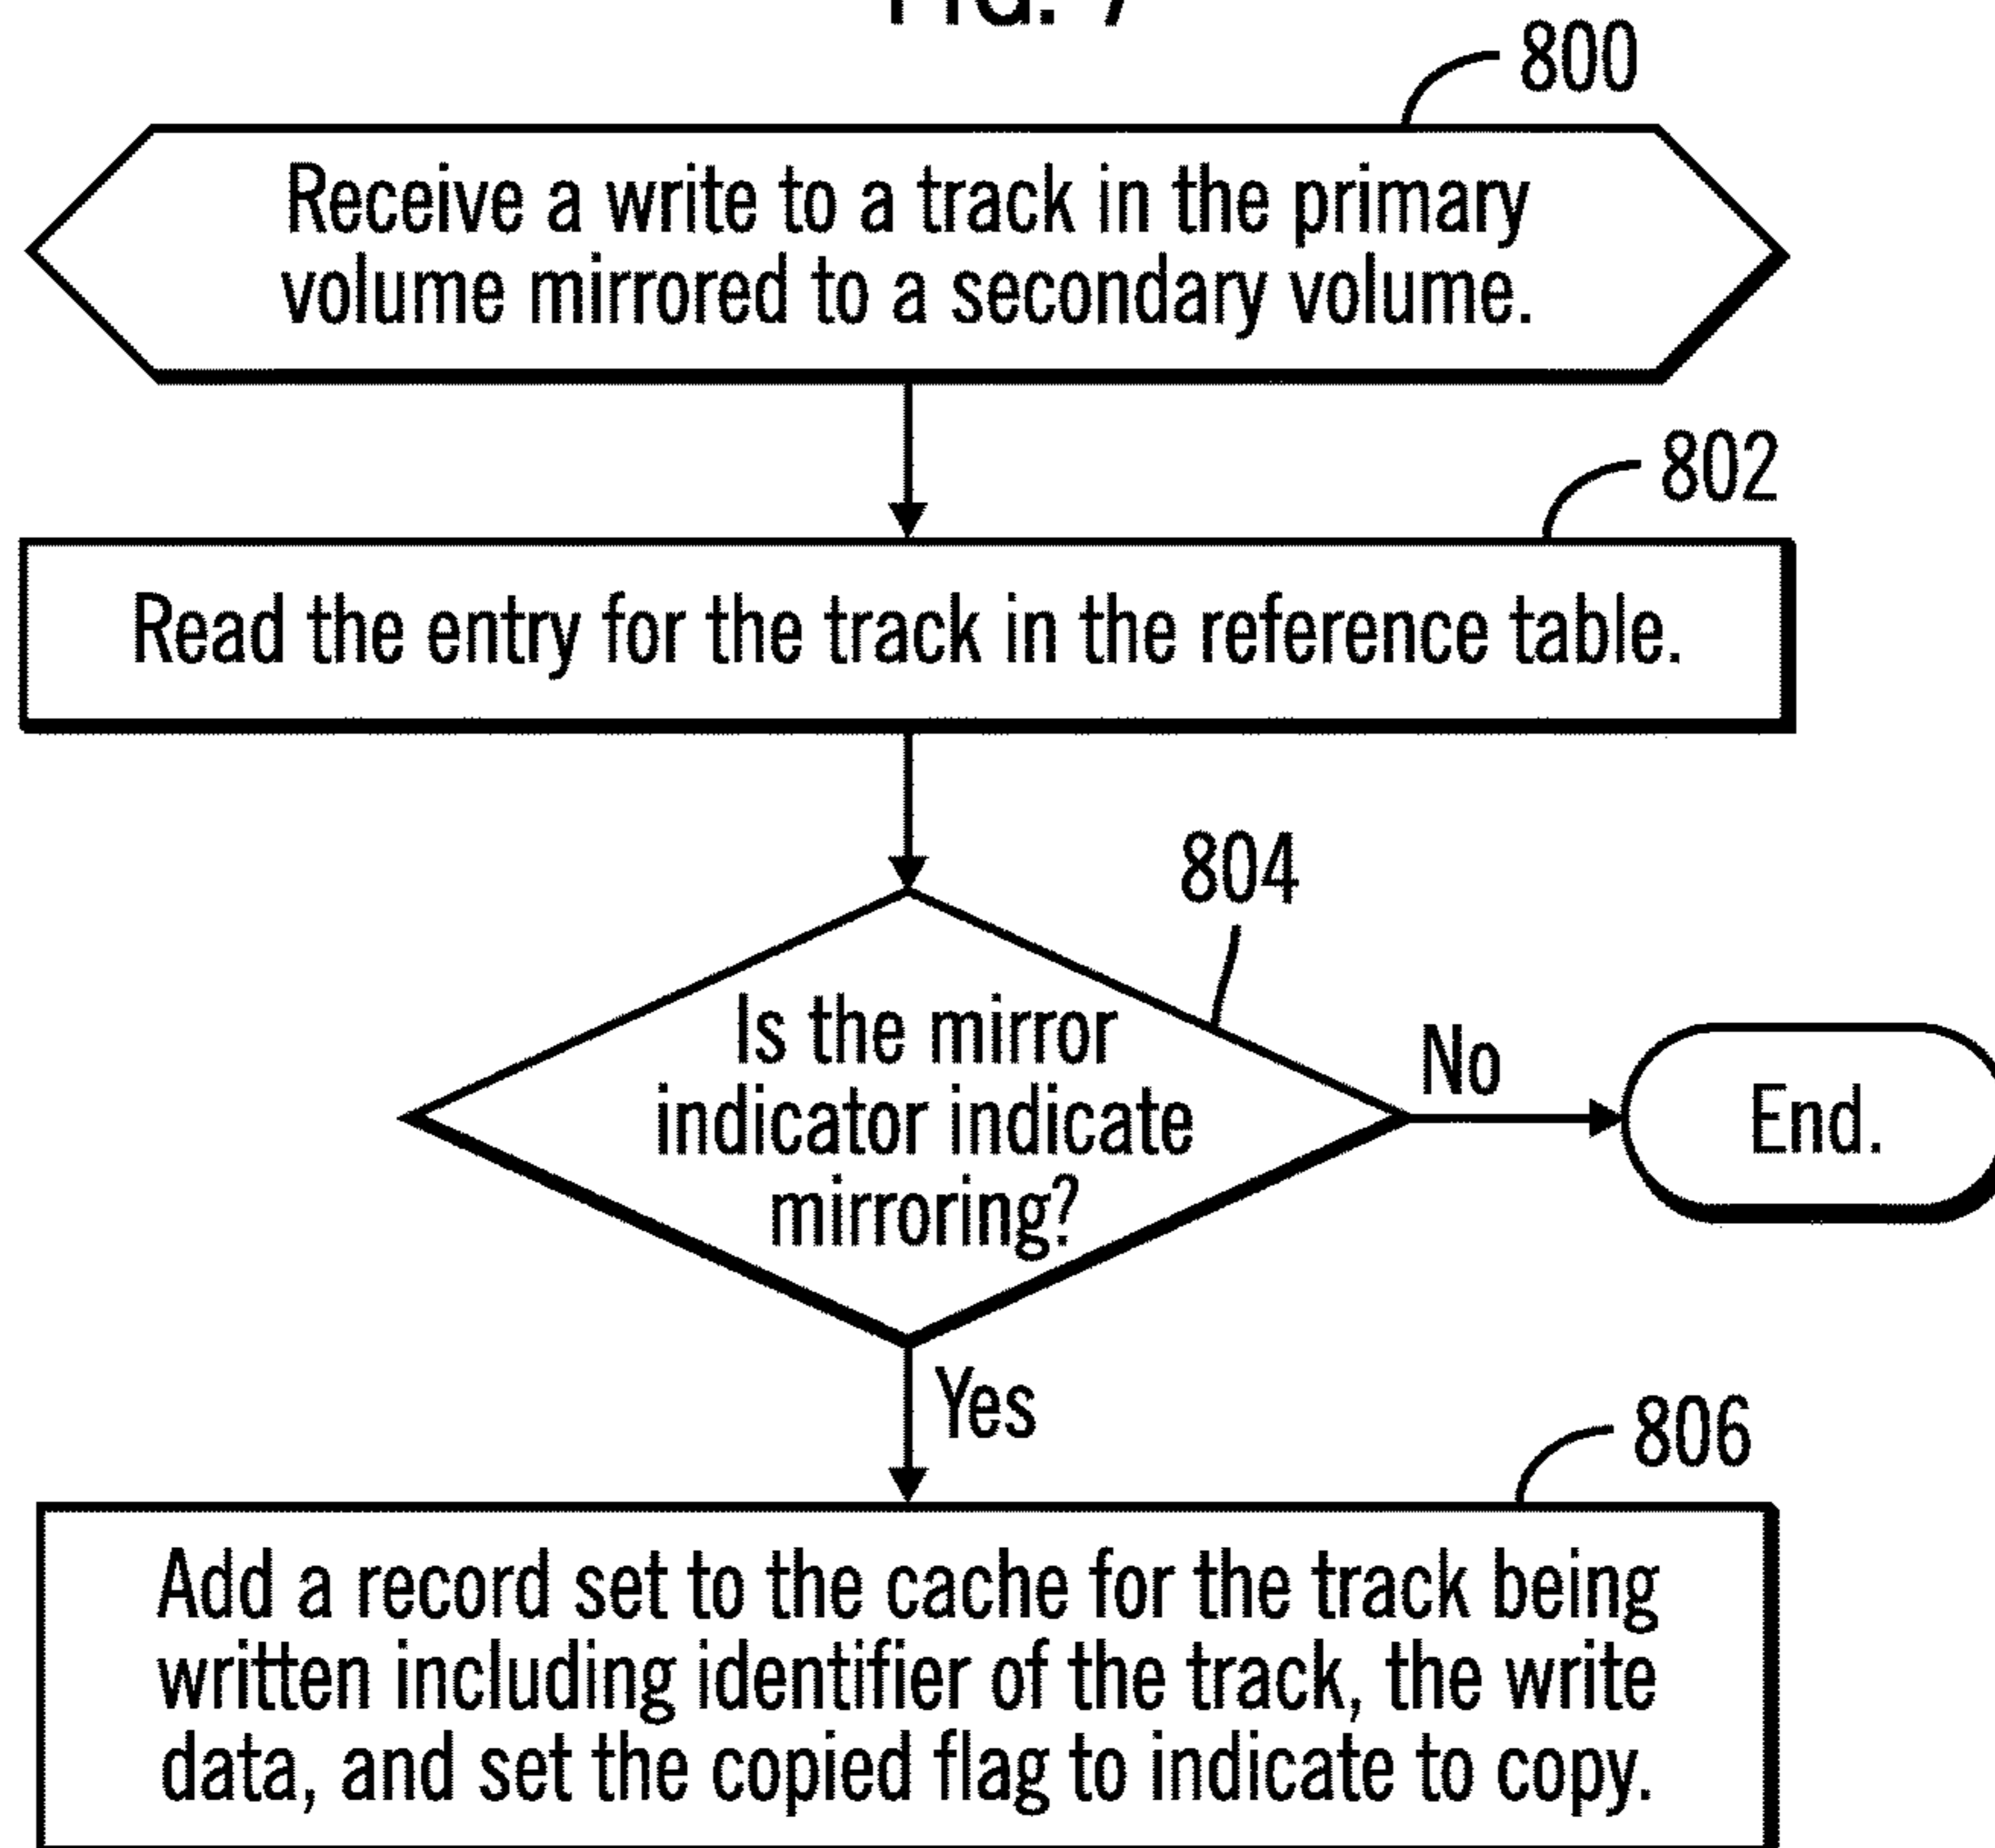 FIG. 7
800
Receive a write to a track in the primary
volume mirrored to a secondary volume.
802
Read the entry for the track in the reference table.
804
Is the mirror
indicator indicate
mirroring?
No
End.
Yes
806
Add a record set to the cache for the track being
written including identifier of the track, the write
data, and set the copied flag to indicate to copy.